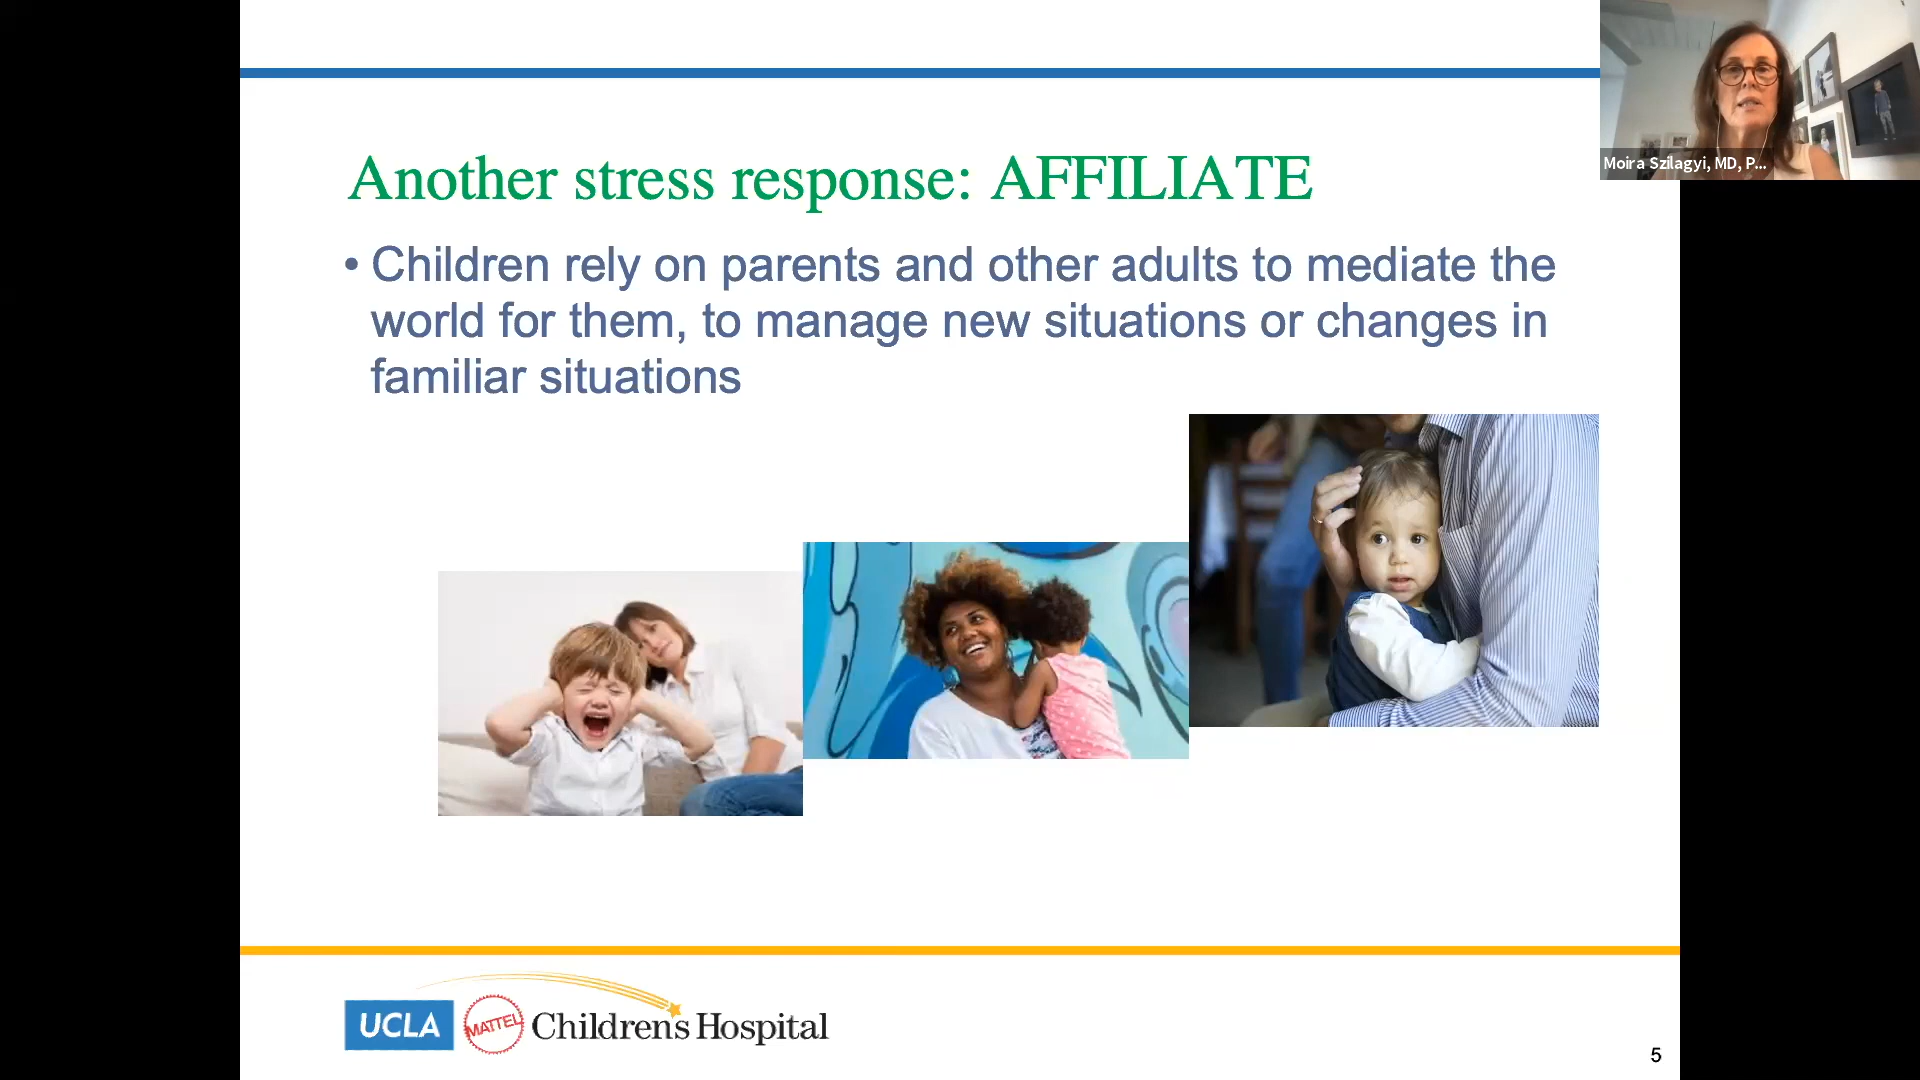 Moira Szilagyi, MD, P...
Another stress response: AFFILIATE
• Children rely on parents and other adults to mediate the
world for them, to manage new situations or changes in
familiar situations
UCLA MATTEL Children's Hospital
5